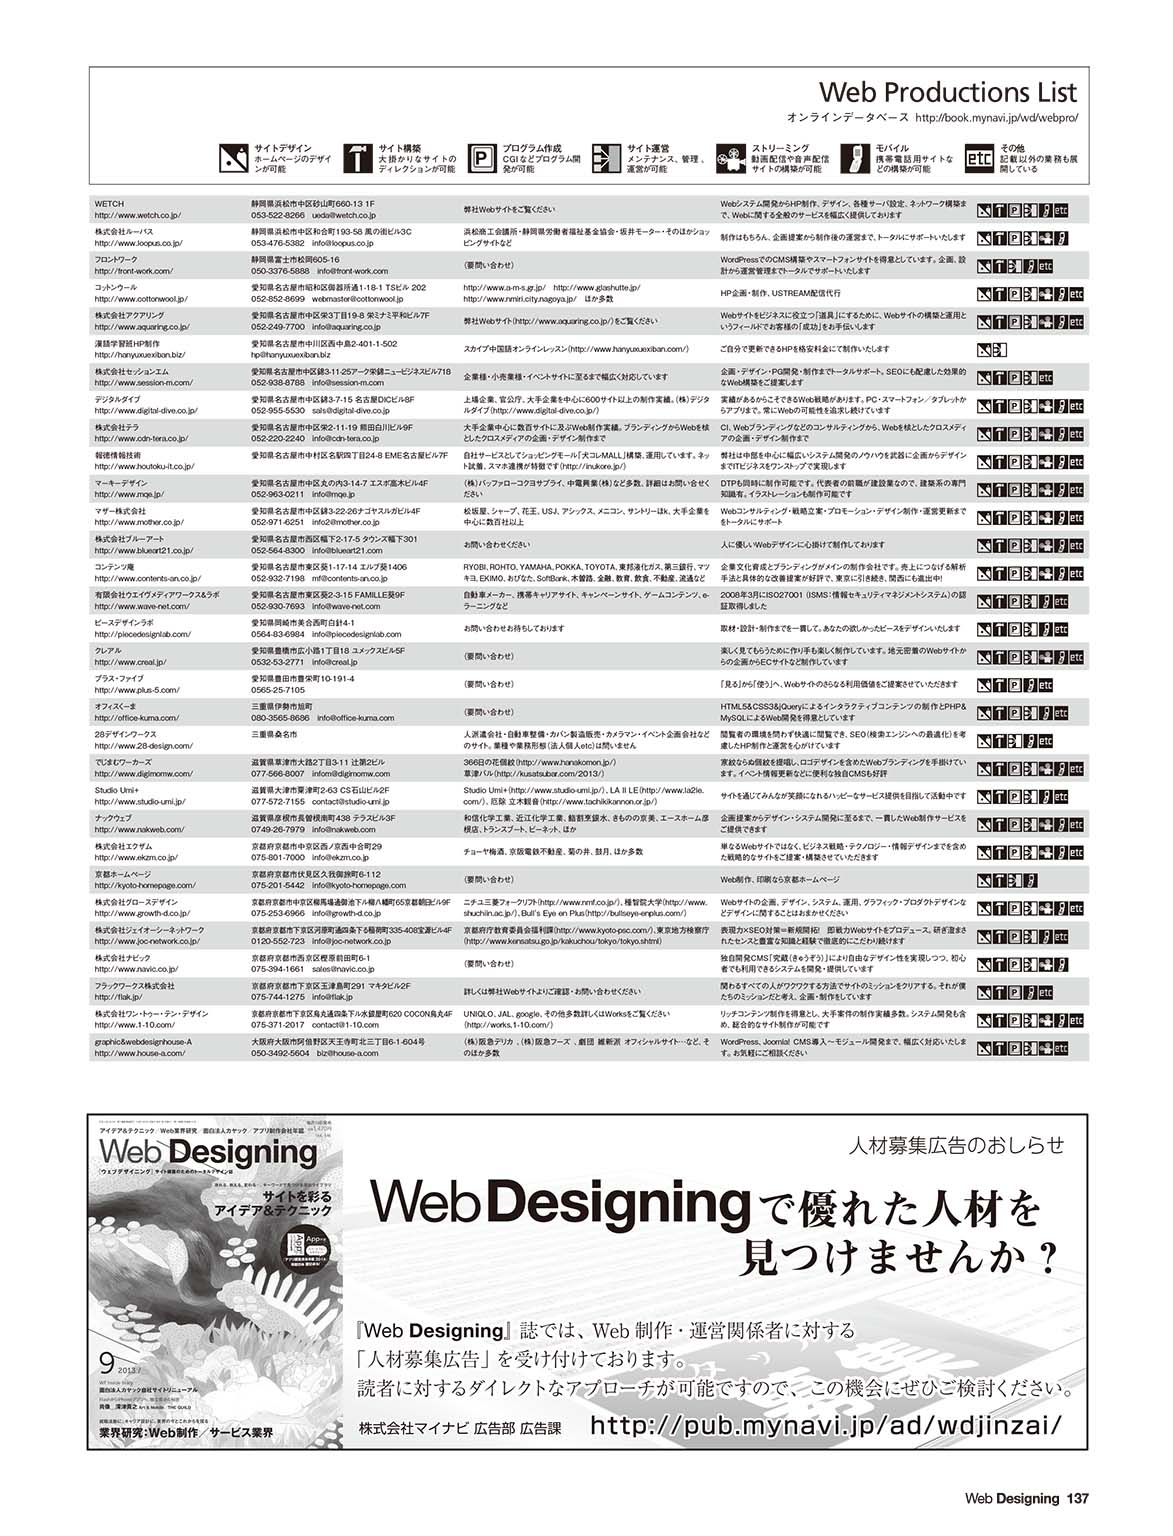 Web Productions List
オンラインデータベース http://book.mynavi.jp/wd/webpro/
サイトデザイン
ホームページのデザイ
ンが可能
サイト構築
大掛かりなサイトの
ディレクションが可能
プログラム作成
CGIなどプログラム開
発が可能
サイト運営
メンテナンス、管理、
運営が可能
ストリーミング
動画配信や音声配信
サイトの構築が可能
モバイル
携帯電話用サイトな
どの構築が可能
etc
その他
記載以外の業務も展
開している
WETCH
http://www.wetch.co.jp/
静岡県浜松市中区砂山町660-13 1F
053-522-8266 ueda@wetch.co.jp
弊社Webサイトをご覧ください
Webシステム開発からHP制作、デザイン、各種サーバ設定、ネットワーク構築ま
で、Webに関する全般のサービスを幅広く提供しております
株式会社ルーパス
http://www.loopus.co.jp/
静岡県浜松市中区和合町193-58 風の街ビル3C
053-476-5382 info@loopus.co.jp
浜松商工会議所・静岡県労働者福祉基金協会・坂井モーター・そのほかショッ
ピングサイトなど
制作はもちろん、企画提案から制作後の運営まで、トータルにサポートいたします
フロントワーク
http://front-work.com/
静岡県富士市松岡605-16
050-3376-5888 info@front-work.com
（要問い合わせ）
WordPressでのCMS構築やスマートフォンサイトを得意としています。企画、設
計から運営管理までトータルでサポートいたします
コットンウール
http://www.cottonwool.jp/
愛知県名古屋市昭和区御器所通1-18-1 TSビル 202
052-852-8699 webmaster@cottonwool.jp
http://www.a-m-s.gr.jp/ http://www.glashutte.jp/
http://www.nmiri.city.nagoya.jp/ ほか多数
HP企画・制作、USTREAM配信代行
株式会社アクアリング
http://www.aquaring.co.jp/
愛知県名古屋市中区栄3丁目19-8 栄ミナミ平和ビル7F
052-249-7700 info@aquaring.co.jp
弊社Webサイト（http://www.aquaring.co.jp/）をご覧ください
Webサイトをビジネスに役立つ「道具」にするために、Webサイトの構築と運用と
いうフィールドでお客様の「成功」をお手伝いします
漢語学習班HP制作
http://hanyuxuexiban.biz/
愛知県名古屋市中川区西中島2-401-1-502
hp@hanyuxuexiban.biz
スカイプ中国語オンラインレッスン（http://www.hanyuxuexiban.com/）
ご自分で更新できるHPを格安料金にて制作いたします
株式会社セッションエム
http://www.session-m.com/
愛知県名古屋市中区錦3-11-25アーク栄錦ニュービジネスビル718
052-938-8788 info@session-m.com
企業様・小売業様・イベントサイトに至るまで幅広く対応しています
企画・デザイン・PG開発・制作までトータルサポート。SEOにも配慮した効果的
なWeb構築をご提案します
デジタルダイブ
http://www.digital-dive.co.jp/
愛知県名古屋市中区錦3-7-15 名古屋DICビル8F
052-955-5530 sals@digital-dive.co.jp
上場企業、官公庁、大手企業を中心に600サイト以上の制作実績。（株）デジタ
ルダイブ（http://www.digital-dive.co.jp/）
実績があるからこそできるWeb戦略があります。PC・スマートフォン／タブレットか
らアプリまで。常にWebの可能性を追求し続けています
株式会社テラ
http://www.cdn-tera.co.jp/
愛知県名古屋市中区栄2-11-19 熊田白川ビル9F
052-220-2240 info@cdn-tera.co.jp
大手企業中心に数百サイトに及ぶWeb制作実績。ブランディングからWebを核
としたクロスメディアの企画・デザイン制作まで
CI、Webブランディングなどのコンサルティングから、Webを核としたクロスメディ
アの企画・デザイン制作まで
報徳情報技術
http://www.houtoku-it.co.jp/
愛知県名古屋市中村区名駅四丁目24-8 EME名古屋ビル7F
自社サービスとしてショッピングモール「犬コレMALL」構築、運用しています。ネッ
ト試着、スマホ連携が特徴です（http://inukore.jp/）
弊社は中部を中心に幅広いシステム開発のノウハウを武器に企画からデザイン
までITビジネスをワンストップで実現します
マーキーデザイン
http://www.mqe.jp/
愛知県名古屋市中区丸の内3-14-7 エスポ高木ビル4F
052-963-0211 info@mqe.jp
（株）バッファローコクヨサプライ、中電興業（株）など多数、詳細はお問い合せく
ださい
DTPも同時に制作可能です。代表者の前職が建設業なので、建築系の専門
知識有。イラストレーションも制作可能です
マザー株式会社
http://www.mother.co.jp/
愛知県名古屋市中区錦3-22-26ナゴヤスルガビル4F
052-971-6251 info2@mother.co.jp
松坂屋、シャープ、花王、USJ、アシックス、メニコン、サントリーほk、大手企業を
中心に数百社以上
Webコンサルティング・戦略立案・プロモーション・デザイン制作・運営更新まで
をトータルにサポート
株式会社ブルーアート
http://www.blueart21.co.jp/
愛知県名古屋市西区幅下2-17-5 タウンズ幅下301
052-564-8300 info@blueart21.com
お問い合わせください
人に優しいWebデザインに心掛けて制作しております
コンテンツ庵
http://www.contents-an.co.jp/
愛知県名古屋市東区葵1-17-14 エルブ葵1406
052-932-7198 mf@contents-an.co.jp
RYOBI、ROHTO、YAMAHA、POKKA、TOYOTA、東邦液化ガス、第三銀行、マツ
キヨ、EKIMO、おびなた、SoftBank、木曽路、金融、教育、飲食、不動産、流通など
企業文化育成とブランディングがメインの制作会社です。売上につなげる解析
手法と具体的な改善提案が好評で、東京に引き続き、関西にも進出中!
有限会社ウエイヴメディアワークス&ラボ
http://www.wave-net.com/
愛知県名古屋市東区葵2-3-15 FAMILLE葵9F
052-930-7693 info@wave-net.com
自動車メーカー、携帯キャリアサイト、キャンペーンサイト、ゲームコンテンツ、e-
ラーニングなど
2008年3月にISO27001（ISMS：情報セキュリティマネジメントシステム）の認
証取得しました
ピースデザインラボ
http://piecedesignlab.com/
愛知県岡崎市美合西町白針4-1
0564-83-6984 info@piecedesignlab.com
お問い合わせお待ちしております
取材・設計・制作までを一貫して。あなたの欲しかったピースをデザインいたします
クレアル
http://www.creal.jp/
愛知県豊橋市広小路1丁目18 ユメックスビル5F
0532-53-2771 info@creal.jp
（要問い合わせ）
楽しく見てもらうために作り手も楽しく制作しています。地元密着のWebサイトか
らの企画からECサイトなど制作しています
プラス・ファイブ
http://www.plus-5.com/
愛知県豊田市豊栄町10-191-4
0565-25-7105
（要問い合わせ）
「見る」から「使う」へ、Webサイトのさらなる利用価値をご提案させていただきます
オフィスくーま
http://office-kuma.com/
三重県伊勢市旭町
080-3565-8686 info@office-kuma.com
（要問い合わせ）
HTML5&CSS3&jQueryによるインタラクティブコンテンツの制作とPHP&
MySQLによるWeb開発を得意としています
28デザインワークス
http://www.28-design.com/
三重県桑名市
人派遣会社・自動車整備・カバン製造販売・カメラマン・イベント企画会社など
のサイト。業種や業務形態（法人個人etc）は問いません
閲覧者の環境を問わず快適に閲覧でき、SEO（検索エンジンへの最適化）を考
慮したHP制作と運営を心がけています
でじまむワーカーズ
http://www.digimomw.com/
滋賀県草津市大路2丁目3-11 辻第2ビル
077-566-8007 infom@digimomw.com
366日の花個紋（http://www.hanakomon.jp/）
草津バル（http://kusatsubar.com/2013/）
家紋ならぬ個紋を提唱し、ロゴデザインを含めたWebブランディングを手掛けてい
ます。イベント情報更新などに便利な独自CMSも好評
Studio Umi+
http://www.studio-umi.jp/
滋賀県大津市粟津町2-63 CS石山ビル2F
077-572-7155 contact@studio-umi.jp
Studio Umi+（http://www.studio-umi.jp/）、LA II LE（http://www.la2le.
com/）、厄除 立木観音（http://www.tachikikannon.or.jp/）
サイトを通じてみんなが笑顔になれるハッピーなサービス提供を目指して活動中です
ナックウェブ
http://www.nakweb.com/
滋賀県彦根市長曽根南町438 テラスビル3F
0749-26-7979 info@nakweb.com
和信化学工業、近江化学工業、鮨割烹銀水、きものの京美、エースホーム彦
根店、トランスブート、ビーネット、ほか
企画提案からデザイン・システム開発に至るまで、一貫したWeb制作サービスを
ご提供できます
株式会社エクザム
http://www.ekzm.co.jp/
京都府京都市中京区西ノ京西中合町29
075-801-7000 info@ekzm.co.jp
チョーヤ梅酒、京阪電鉄不動産、菊の井、鼓月、ほか多数
単なるWebサイトではなく、ビジネス戦略・テクノロジー・情報デザインまでを含め
た戦略的なサイトをご提案・構築させていただきます
京都ホームページ
http://kyoto-homepage.com/
京都府京都市伏見区久我御旅町6-112
075-201-5442 info@kyoto-homepage.com
（要問い合わせ）
Web制作、印刷なら京都ホームページ
株式会社グロースデザイン
http://www.growth-d.co.jp/
京都府京都市中京区柳馬場通御池下ル柳八幡町65京都朝日ビル9F
075-253-6966 info@growth-d.co.jp
ニチユ三菱フォークリフト（http://www.nmf.co.jp/）、種智院大学（http://www.
shuchiin.ac.jp/）、Bull's Eye en Plus（http://bullseye-enplus.com/）
Webサイトの企画、デザイン、システム、運用、グラフィック・プロダクトデザインな
どデザインに関することはおまかせください
株式会社ジェイオーシーネットワーク
http://www.joc-network.co.jp/
京都府京都市下京区河原町通四条下る稲荷町335-408宝源ビル4F
0120-552-723 info@joc-network.co.jp
京都府庁教育委員会福利課（http://www.kyoto-psc.com/）、東京地方検察庁
（http://www.kensatsu.go.jp/kakuchou/tokyo/tokyo.shtml）
表現力×SEO対策＝新規開拓! 即戦力Webサイトをプロデュース。研ぎ澄まさ
れたセンスと豊富な知識と経験で徹底的にこだわり続けます
株式会社ナビック
http://www.navic.co.jp/
京都府京都市西京区樫原前田町6-1
075-394-1661 sales@navic.co.jp
（要問い合わせ）
独自開発CMS「究蔵（きゅうぞう）」により自由なデザイン性を実現しつつ、初心
者でも利用できるシステムを開発・提供しています
フラックワークス株式会社
http://flak.jp/
京都府京都市下京区玉津島町291 マキタビル2F
075-744-1275 info@flak.jp
詳しくは弊社Webサイトよりご確認・お問い合わせください
関わるすべての人がワクワクする方法でサイトのミッションをクリアする。それが僕
たちのミッションだと考え、企画・制作をしています
株式会社ワン・トゥー・テン・デザイン
http://www.1-10.com/
京都府京都市下京区烏丸通四条下ル水銀屋町620 COCON烏丸4F
075-371-2017 contact@1-10.com
UNIQLO、JAL、google、その他多数詳しくはWorksをご覧ください
（http://works.1-10.com/）
リッチコンテンツ制作を得意とし、大手案件の制作実績多数。システム開発も含
め、総合的なサイト制作が可能です
graphic&webdesignhouse-A
http://www.house-a.com/
大阪府大阪市阿倍野区天王寺町北三丁目6-1-604号
050-3492-5604 biz@house-a.com
（株）阪急デリカ 、（株）阪急フーズ 、劇団 維新派 オフィシャルサイト…など、そ
のほか多数
WordPress、Joomla! CMS導入～モジュール開発まで、幅広く対応いたしま
す。お気軽にご相談ください
アイデア&テクニック／Web業界研究／面白法人カヤック／アプリ制作会社年鑑
Web Designing
［ウェブデザイニング］サイト構築のためのトータルデザイン誌
サイトを彩る
アイデア&テクニック
9 2013 /
面白法人カヤック自社サイトリニューアル
肖像＿深津貴之 Art & Mobile / THE GUILD
業界研究：Web制作／サービス業界
人材募集広告のおしらせ
Web Designingで優れた人材を
見つけませんか？
『Web Designing』誌では、Web 制作・運営関係者に対する
「人材募集広告」を受け付けております。
読者に対するダイレクトなアプローチが可能ですので、この機会にぜひご検討ください。
株式会社マイナビ 広告部 広告課 http://pub.mynavi.jp/ad/wdjinzai/
Web Designing 137